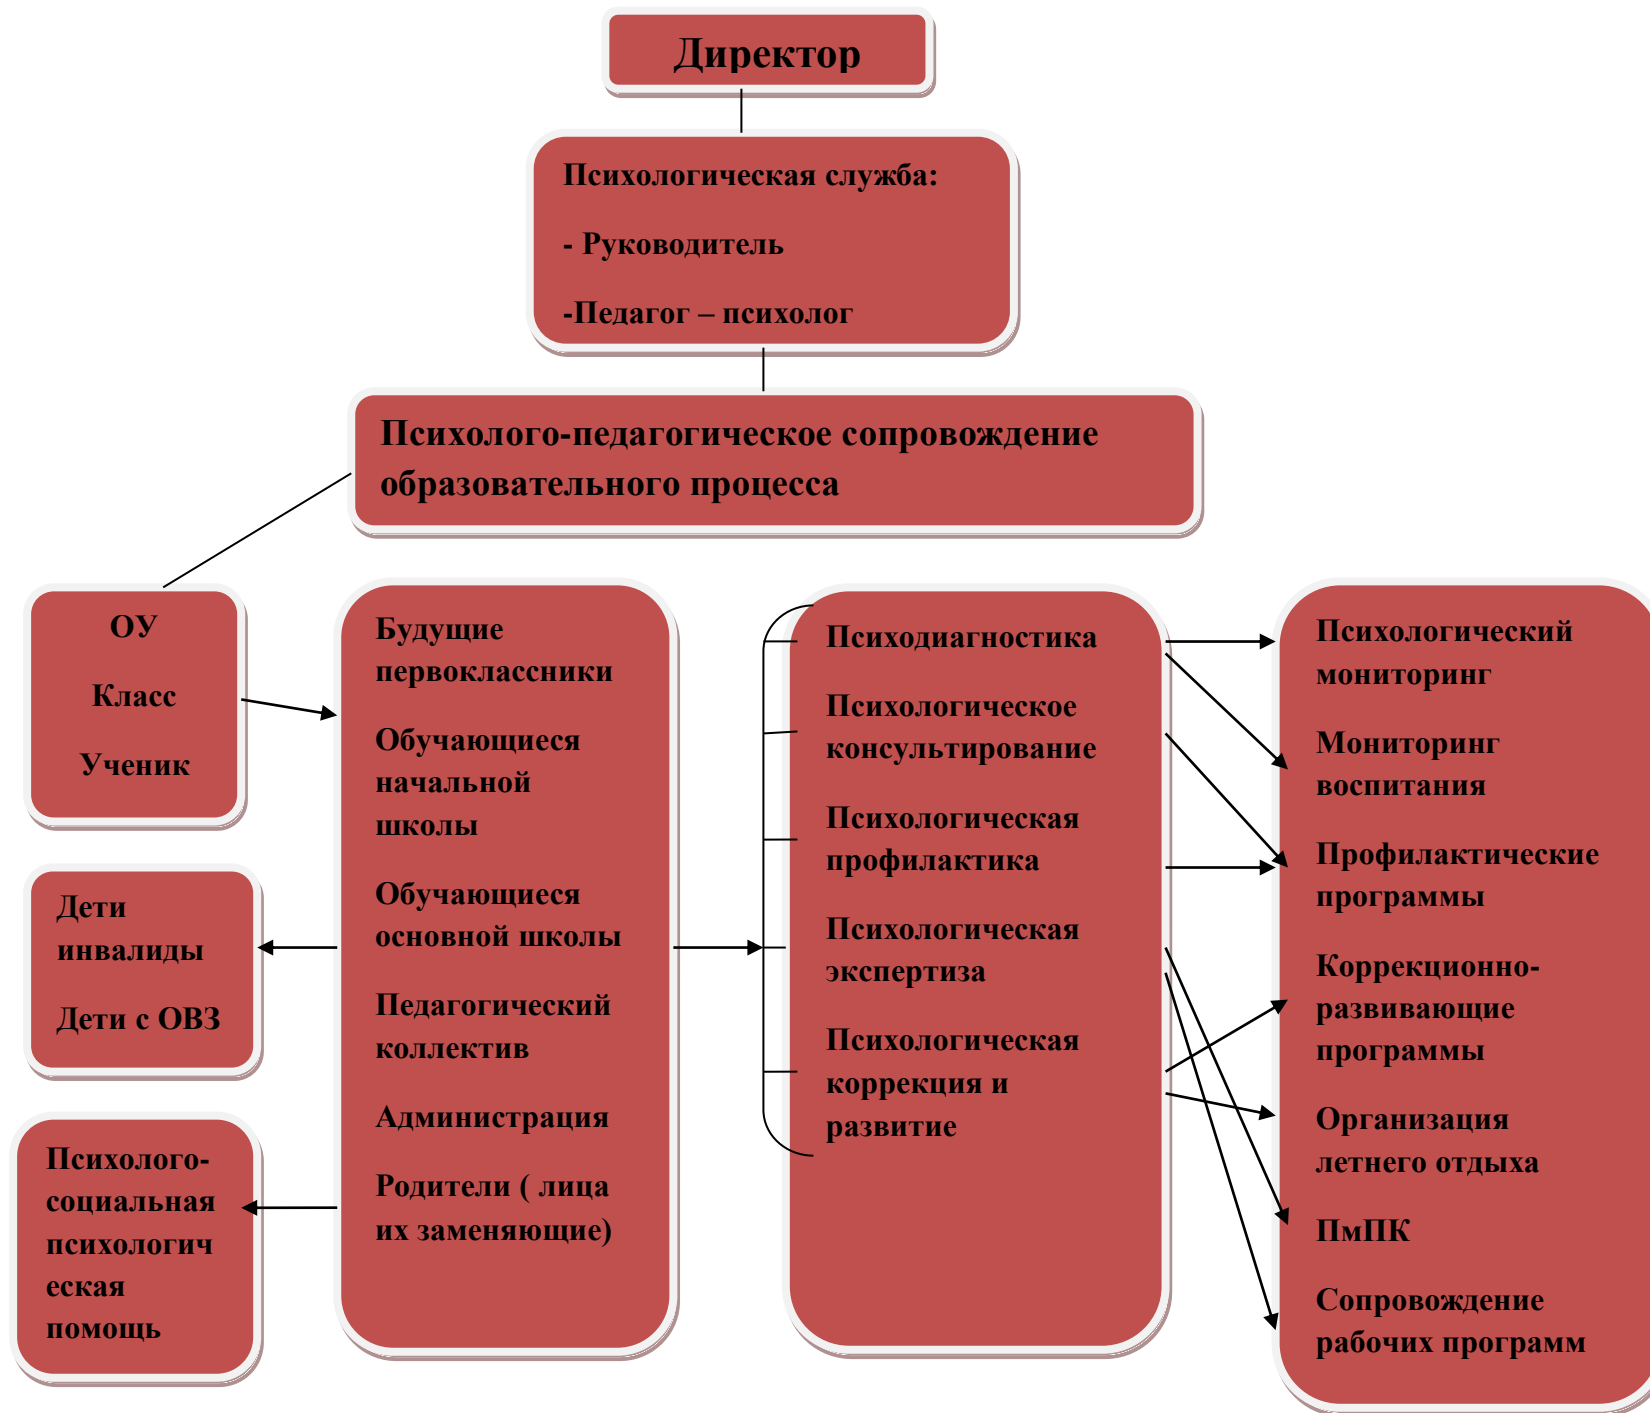 Директор
Психологическая служба:
- Руководитель
-Педагог – психолог
Психолого-педагогическое сопровождение
образовательного процесса
ОУ
Класс
Ученик
Дети
инвалиды
Дети с ОВЗ
Психолого-
социальная
психологич
еская
помощь
Будущие
первоклассники
Обучающиеся
начальной
школы
Обучающиеся
основной школы
Педагогический
коллектив
Администрация
Родители ( лица
их заменяющие)
Психодиагностика
Психологическое
консультирование
Психологическая
профилактика
Психологическая
экспертиза
Психологическая
коррекция и
развитие
Психологический
мониторинг
Мониторинг
воспитания
Профилактические
программы
Коррекционно-
развивающие
программы
Организация
летнего отдыха
ПмПК
Сопровождение
рабочих программ